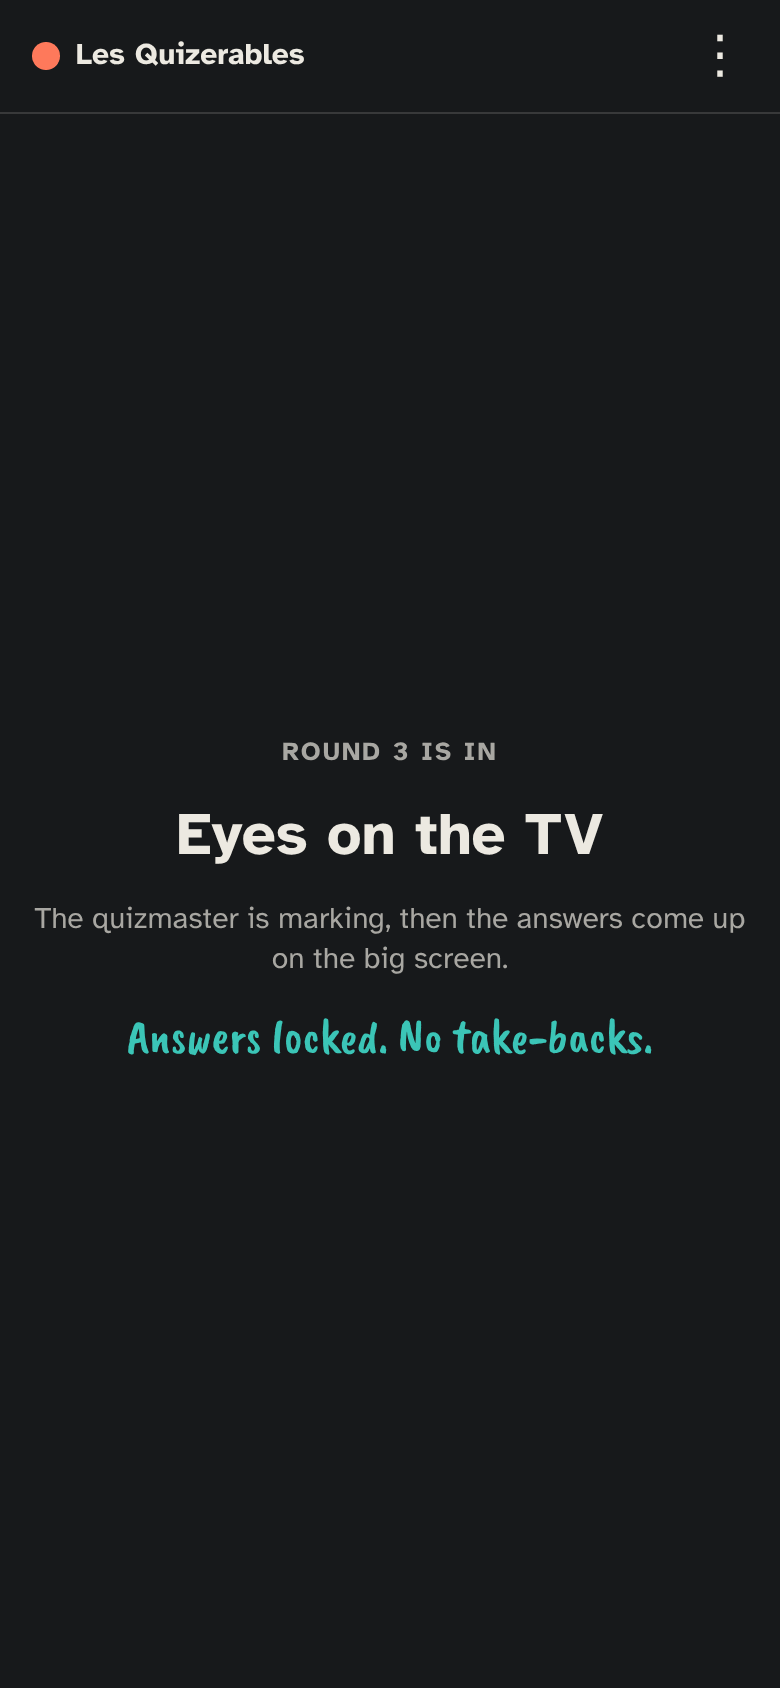 Les Quizerables
ROUND 3 IS IN
Eyes on the TV
The quizmaster is marking, then the answers come up
on the big screen.
Answers locked. No take-backs.